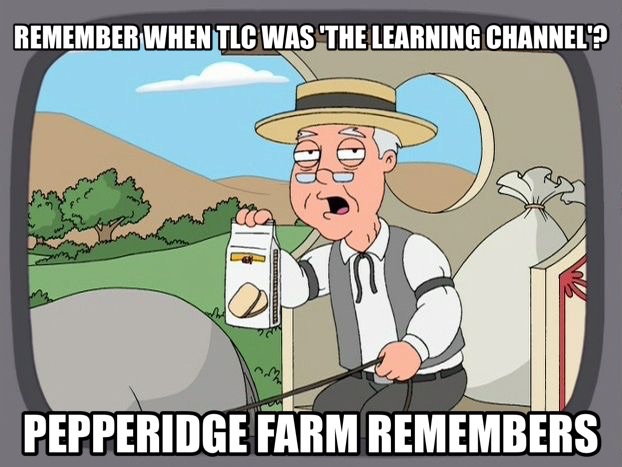 REMEMBER WHEN TLC WAS 'THE LEARNING CHANNEL'?
PEPPERIDGE FARM REMEMBERS